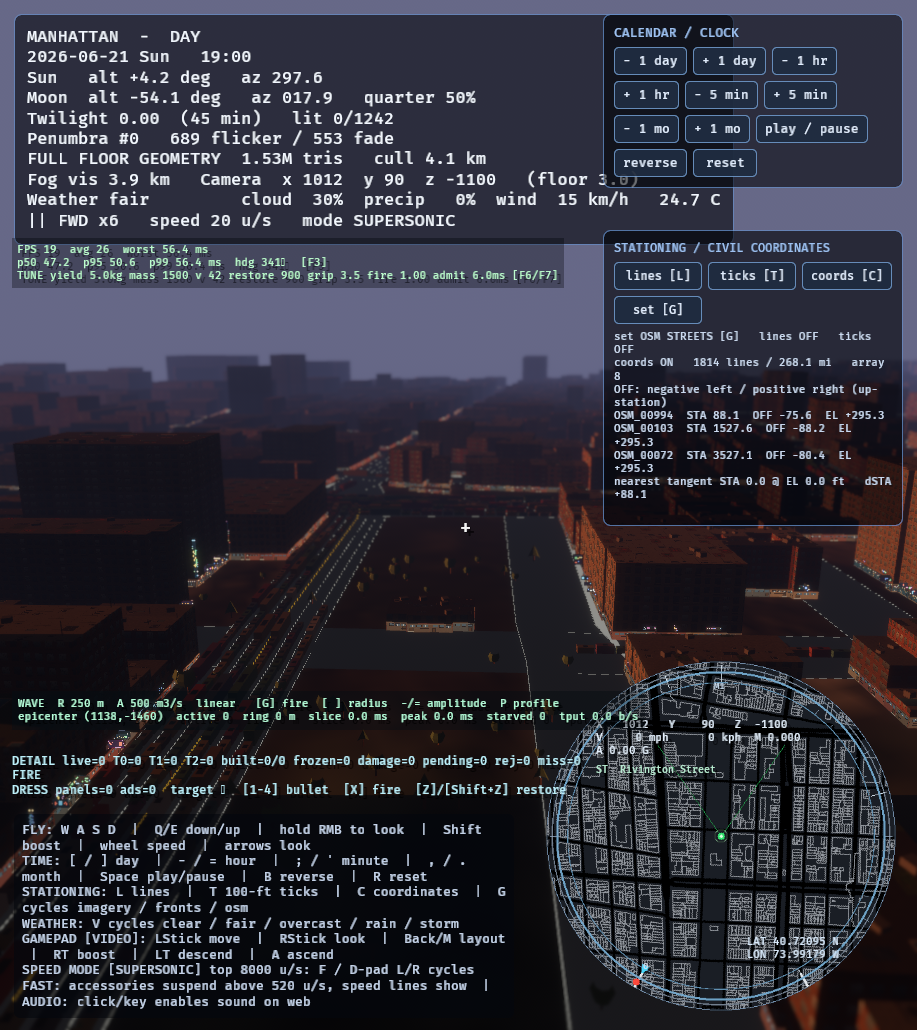 MANHATTAN - DAY
2026-06-21 Sun 19:00
Sun alt +4.2 deg az 297.6
Moon alt -54.1 deg az 017.9 quarter 50%
Twilight 0.00 (45 min) lit 0/1242
Penumbra #0 689 flicker / 553 fade
FULL FLOOR GEOMETRY 1.53M tris cull 4.1 km
Fog vis 3.9 km Camera x 1012 y 90 z -1100 (floor 3.0)
Weather fair cloud 30% precip 0% wind 15 km/h 24.7 C
|| FWD x6 speed 20 u/s mode SUPERSONIC
FPS 19 avg 26 worst 56.4 ms
p50 47.2 p95 50.6 p99 56.4 ms hdg 341 [F3]
TUNE yield 5.0kg mass 1500 v 42 restore 900 grip 3.5 fire 1.00 admit 6.0ms [F6/F7]
CALENDAR / CLOCK
- 1 day + 1 day - 1 hr
+ 1 hr - 5 min + 5 min
- 1 mo + 1 mo play / pause
reverse reset
STATIONING / CIVIL COORDINATES
lines [L] ticks [T] coords [C]
set [G]
set OSM STREETS [G] lines OFF ticks
OFF
coords ON 1814 lines / 268.1 mi array
8
OFF: negative left / positive right (up-
station)
OSM_00994 STA 88.1 OFF -75.6 EL +295.3
OSM_00103 STA 1527.6 OFF -88.2 EL
+295.3
OSM_00072 STA 3527.1 OFF -80.4 EL
+295.3
nearest tangent STA 0.0 @ EL 0.0 ft dSTA
+88.1
WAVE R 250 m A 500 m3/s linear [G] fire [ ] radius -/= amplitude P profile
epicenter (1138,-1460) active 0 ring 0 m slice 0.0 ms peak 0.0 ms starved 0 tput 0.0 b/s
DETAIL live=0 T0=0 T1=0 T2=0 built=0/0 frozen=0 damage=0 pending=0 rej=0 miss=0
FIRE
DRESS panels=0 ads=0 target [1-4] bullet [X] fire [Z]/[Shift+Z] restore
FLY: W A S D | Q/E down/up | hold RMB to look | Shift
boost | wheel speed | arrows look
TIME: [ / ] day | - / = hour | ; / ' minute | , / .
month | Space play/pause | B reverse | R reset
STATIONING: L lines | T 100-ft ticks | C coordinates | G
cycles imagery / fronts / osm
WEATHER: V cycles clear / fair / overcast / rain / storm
GAMEPAD [VIDEO]: LStick move | RStick look | Back/M layout
| RT boost | LT descend | A ascend
SPEED MODE [SUPERSONIC] top 8000 u/s: F / D-pad L/R cycles
FAST: accessories suspend above 520 u/s, speed lines show |
AUDIO: click/key enables sound on web
1012 Y 90 Z -1100
V 0 mph 0 kph M 0.000
A 0.00 G
ST Rivington Street
LAT 40.72095 N
LON 73.99179 W